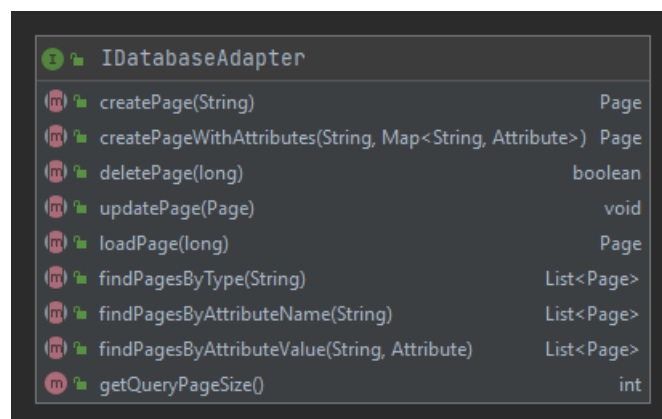 I IDatabaseAdapter
m createPage(String) Page
m createPageWithAttributes(String, Map<String, Attribute>) Page
m deletePage(long) boolean
m updatePage(Page) void
m loadPage(long) Page
m findPagesByType(String) List<Page>
m findPagesByAttributeName(String) List<Page>
m findPagesByAttributeValue(String, Attribute) List<Page>
m getQueryPageSize() int